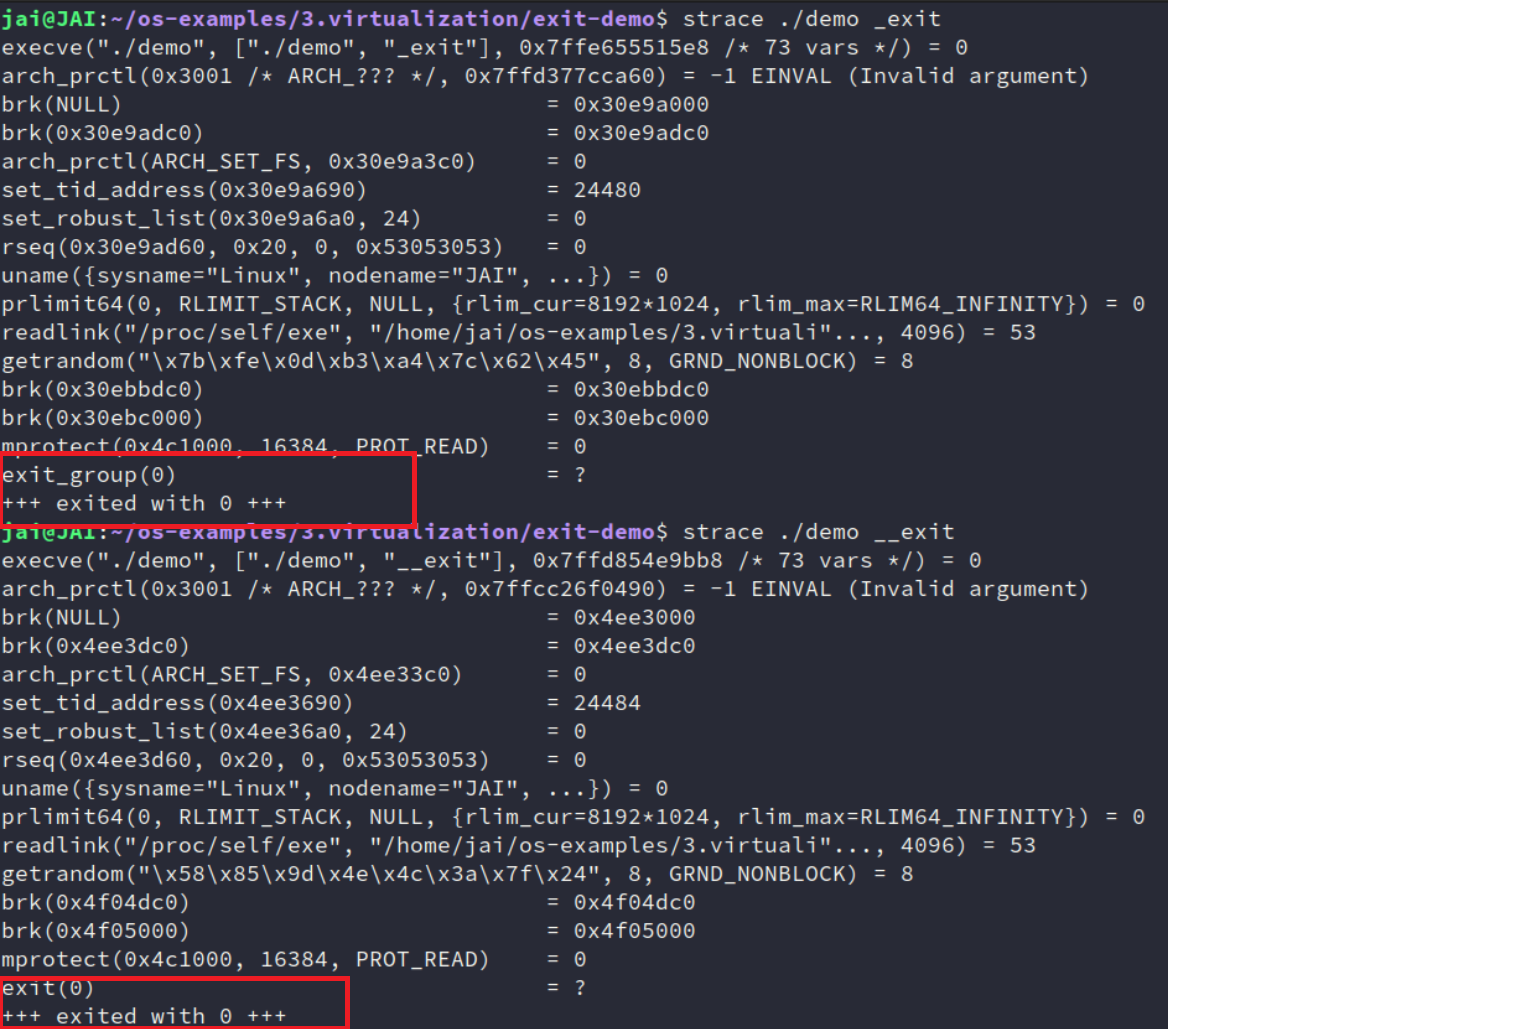 jai@JAI:~/os-examples/3.virtualization/exit-demo$ strace ./demo _exit
execve("./demo", ["./demo", "_exit"], 0x7ffe655515e8 /* 73 vars */) = 0
arch_prctl(0x3001 /* ARCH_??? */, 0x7ffd377cca60) = -1 EINVAL (Invalid argument)
brk(NULL)                               = 0x30e9a000
brk(0x30e9adc0)                         = 0x30e9adc0
arch_prctl(ARCH_SET_FS, 0x30e9a3c0)     = 0
set_tid_address(0x30e9a690)             = 24480
set_robust_list(0x30e9a6a0, 24)         = 0
rseq(0x30e9ad60, 0x20, 0, 0x53053053)   = 0
uname({sysname="Linux", nodename="JAI", ...}) = 0
prlimit64(0, RLIMIT_STACK, NULL, {rlim_cur=8192*1024, rlim_max=RLIM64_INFINITY}) = 0
readlink("/proc/self/exe", "/home/jai/os-examples/3.virtuali"..., 4096) = 53
getrandom("\x7b\xfe\x0d\xb3\xa4\x7c\x62\x45", 8, GRND_NONBLOCK) = 8
brk(0x30ebbdc0)                         = 0x30ebbdc0
brk(0x30ebc000)                         = 0x30ebc000
mprotect(0x4c1000, 16384, PROT_READ)    = 0
exit_group(0)                           = ?
+++ exited with 0 +++
jai@JAI:~/os-examples/3.virtualization/exit-demo$ strace ./demo __exit
execve("./demo", ["./demo", "__exit"], 0x7ffd854e9bb8 /* 73 vars */) = 0
arch_prctl(0x3001 /* ARCH_??? */, 0x7ffcc26f0490) = -1 EINVAL (Invalid argument)
brk(NULL)                               = 0x4ee3000
brk(0x4ee3dc0)                          = 0x4ee3dc0
arch_prctl(ARCH_SET_FS, 0x4ee33c0)      = 0
set_tid_address(0x4ee3690)              = 24484
set_robust_list(0x4ee36a0, 24)          = 0
rseq(0x4ee3d60, 0x20, 0, 0x53053053)    = 0
uname({sysname="Linux", nodename="JAI", ...}) = 0
prlimit64(0, RLIMIT_STACK, NULL, {rlim_cur=8192*1024, rlim_max=RLIM64_INFINITY}) = 0
readlink("/proc/self/exe", "/home/jai/os-examples/3.virtuali"..., 4096) = 53
getrandom("\x58\x85\x9d\x4e\x4c\x3a\x7f\x24", 8, GRND_NONBLOCK) = 8
brk(0x4f04dc0)                          = 0x4f04dc0
brk(0x4f05000)                          = 0x4f05000
mprotect(0x4c1000, 16384, PROT_READ)    = 0
exit(0)                                 = ?
+++ exited with 0 +++